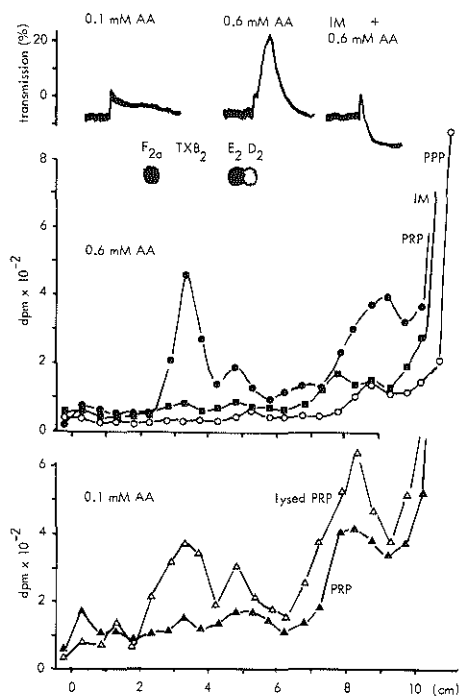 0.1 mM AA
0.6 mM AA
IM +
0.6 mM AA
transmission (%)
20
0
F2α TXB2 E2 D2
PPP
IM
PRP
8
6
4
2
0
dpm x 10-2
0.6 mM AA
0.1 mM AA
lysed PRP
PRP
6
4
2
0
dpm x 10-2
0 2 4 6 8 10 (cm)